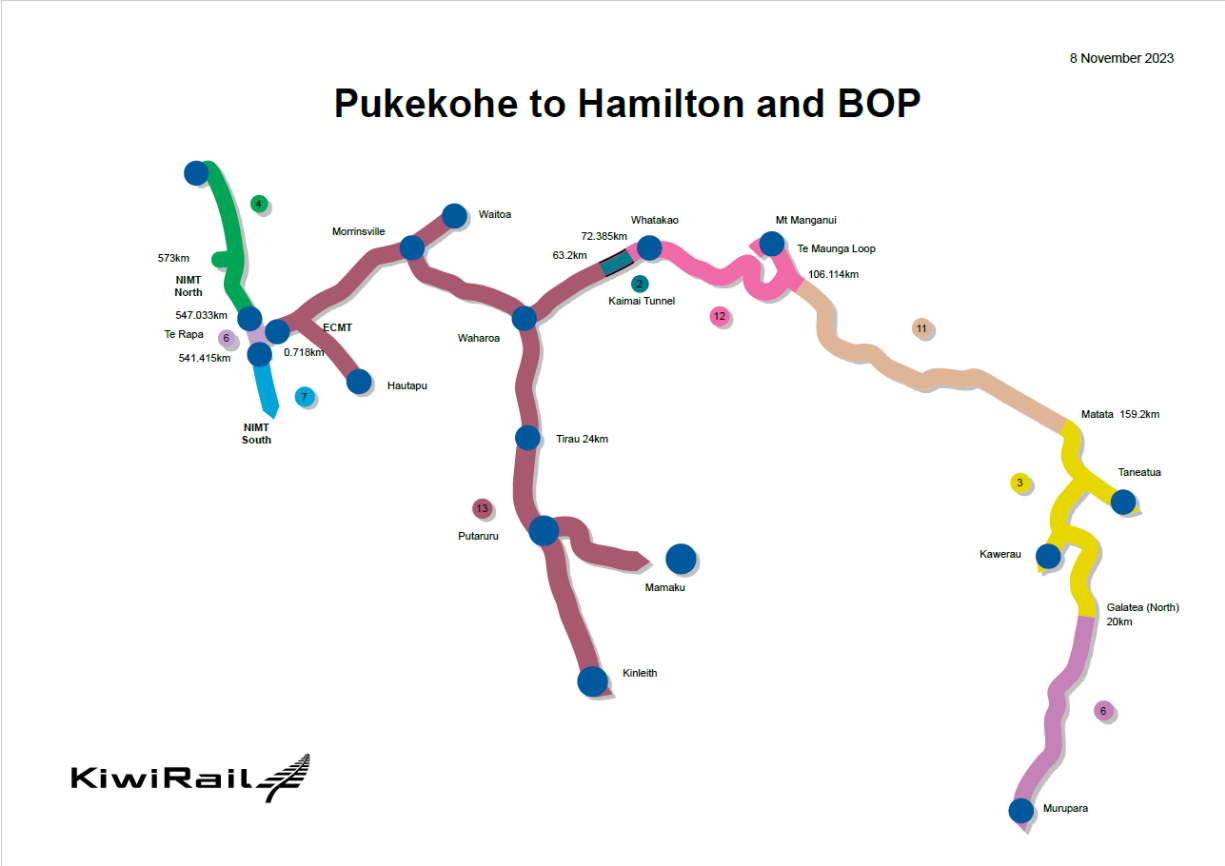 8 November 2023
Pukekohe to Hamilton and BOP
4
573km
NIMT
North
547.033km
Te Rapa
6
541.415km
0.718km
7
NIMT
South
ECMT
Hautapu
Morrinsville
Waitoa
Waharoa
63.2km
72.385km
Whatakao
2
Kaimai Tunnel
12
Mt Manganui
Te Maunga Loop
106.114km
11
Matata 159.2km
Taneatua
3
Kawerau
Galatea (North)
20km
6
Murupara
Tirau 24km
13
Putaruru
Mamaku
Kinleith
KiwiRail